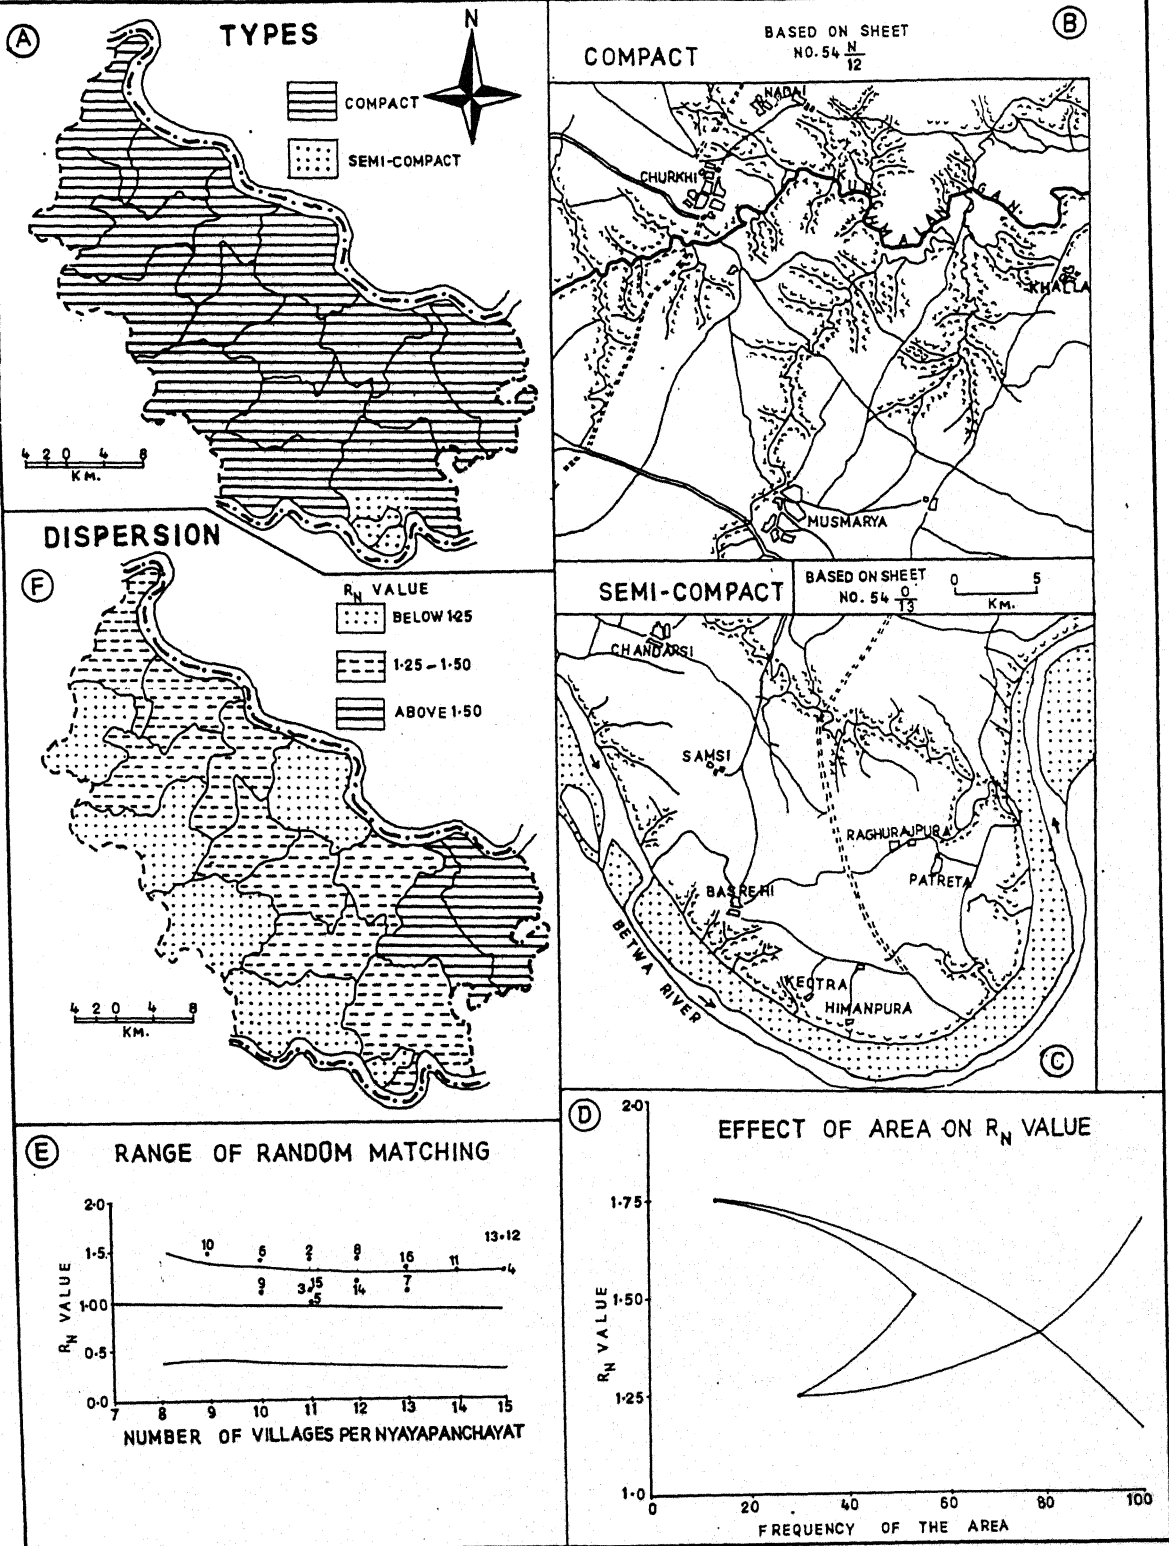 A
TYPES
N
COMPACT
SEMI-COMPACT
4 2 0 4 8
KM.
B
COMPACT
BASED ON SHEET
NO. 54 N/12
NADAI
CHURKHI
KUNCHMALAN GAN
KHALLA
MUSMARYA
F
DISPERSION
RN VALUE
BELOW 1·25
1·25 – 1·50
ABOVE 1·50
4 2 0 4 8
KM.
SEMI-COMPACT
BASED ON SHEET
NO. 54 O/13
0 5
KM.
CHANDARSI
SAMSI
RAGHURAJPURA
PATRETA
BASREHI
BETWA RIVER
KEOTRA
HIMANPURA
C
E
RANGE OF RANDOM MATCHING
RN VALUE
2·0
1·5
1·00
0·5
0·0
10 6 2 8 16 11 13 12
4
9 3 15 14 7
5
7 8 9 10 11 12 13 14 15
NUMBER OF VILLAGES PER NYAYAPANCHAYAT
D
EFFECT OF AREA ON RN VALUE
RN VALUE
2·0
1·75
1·50
1·25
1·0
0 20 40 60 80 100
FREQUENCY OF THE AREA